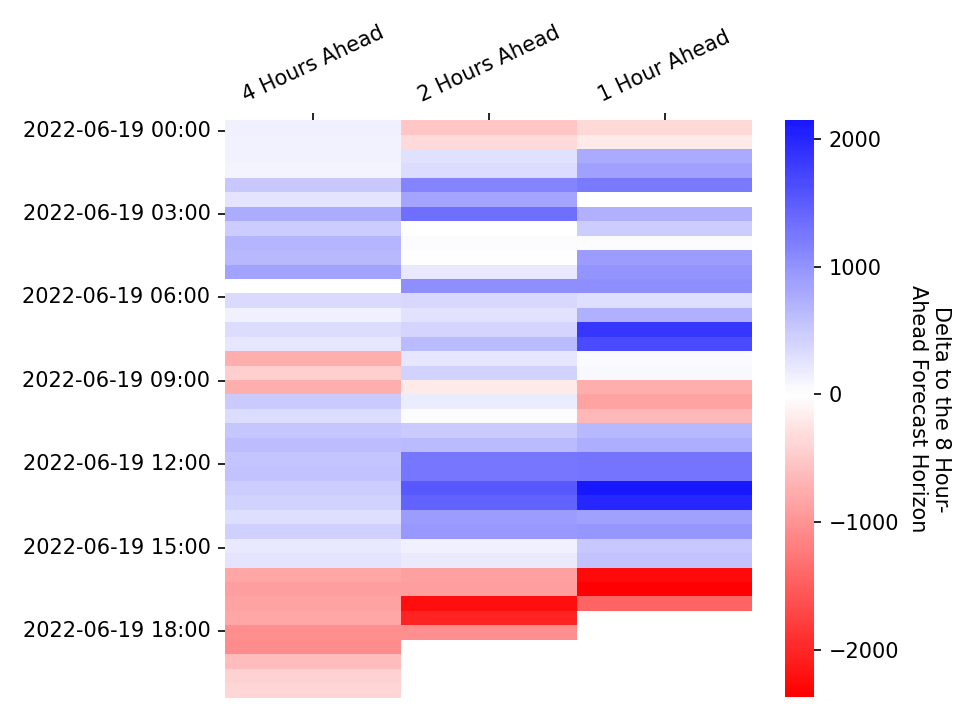 4 Hours Ahead
2 Hours Ahead
1 Hour Ahead
2022-06-19 00:00
2022-06-19 03:00
2022-06-19 06:00
2022-06-19 09:00
2022-06-19 12:00
2022-06-19 15:00
2022-06-19 18:00
2000
1000
0
−1000
−2000
Delta to the 8 Hour-
Ahead Forecast Horizon